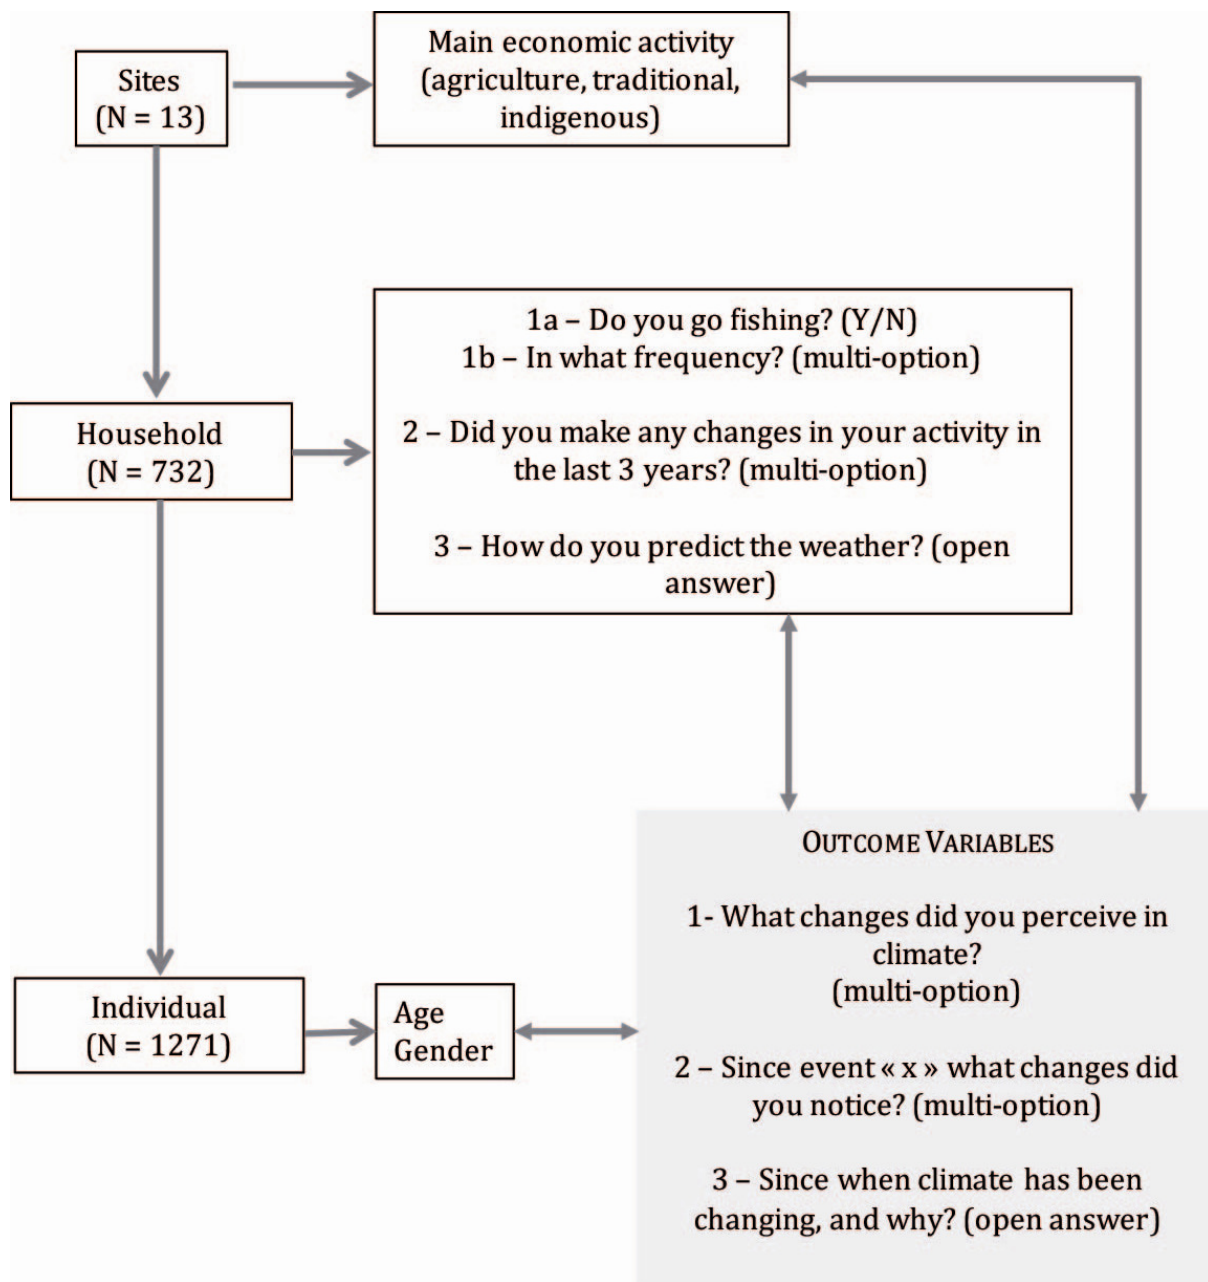 Sites
(N = 13)
Main economic activity
(agriculture, traditional,
indigenous)
1a – Do you go fishing? (Y/N)
1b – In what frequency? (multi-option)
2 – Did you make any changes in your activity in
the last 3 years? (multi-option)
3 – How do you predict the weather? (open
answer)
Household
(N = 732)
Individual
(N = 1271)
Age
Gender
OUTCOME VARIABLES
1- What changes did you perceive in
climate?
(multi-option)
2 – Since event « x » what changes did
you notice? (multi-option)
3 – Since when climate has been
changing, and why? (open answer)